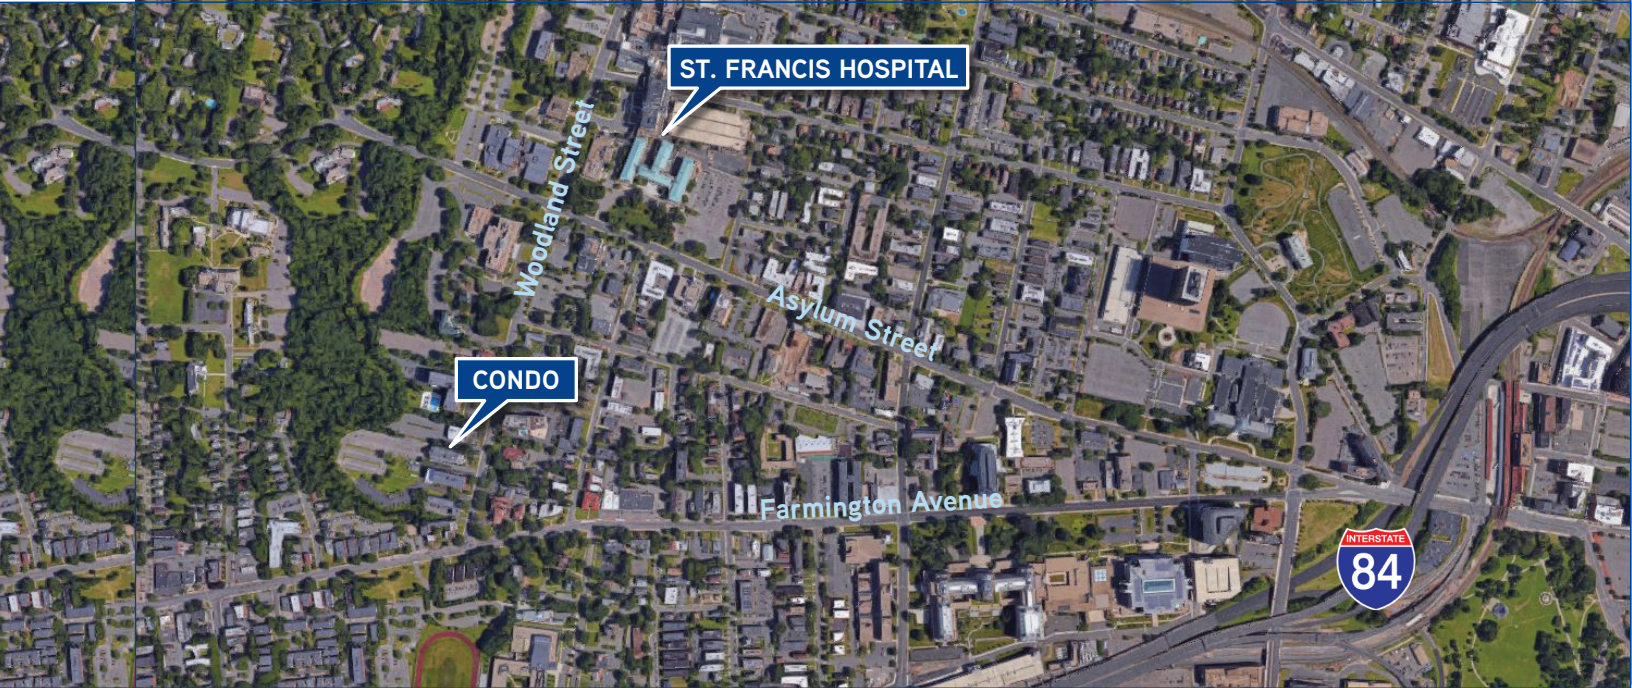 ST. FRANCIS HOSPITAL
Woodland Street
Asylum Street
CONDO
Farmington Avenue
INTERSTATE
84